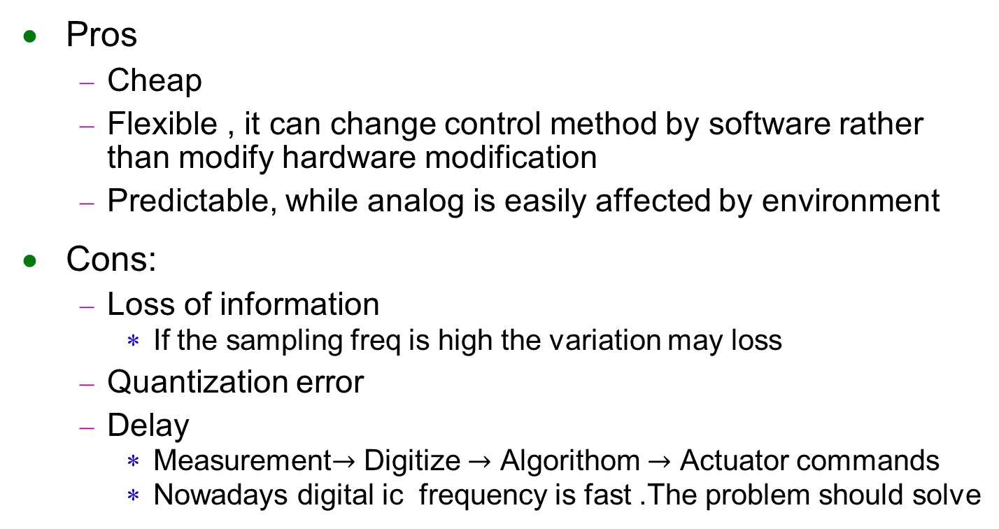 • Pros
– Cheap
– Flexible , it can change control method by software rather
than modify hardware modification
– Predictable, while analog is easily affected by environment
• Cons:
– Loss of information
* If the sampling freq is high the variation may loss
– Quantization error
– Delay
* Measurement→ Digitize → Algorithom → Actuator commands
* Nowadays digital ic frequency is fast .The problem should solve